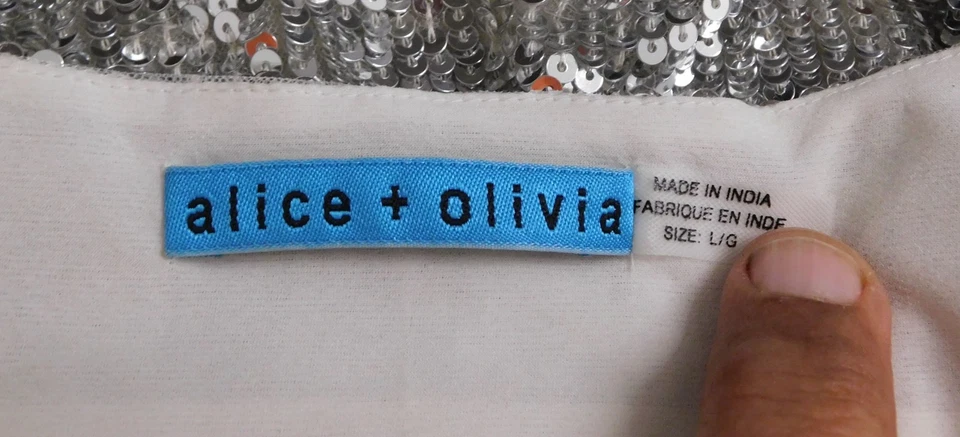 alice + olivia
MADE IN INDIA
FABRIQUE EN INDE
SIZE: L/G